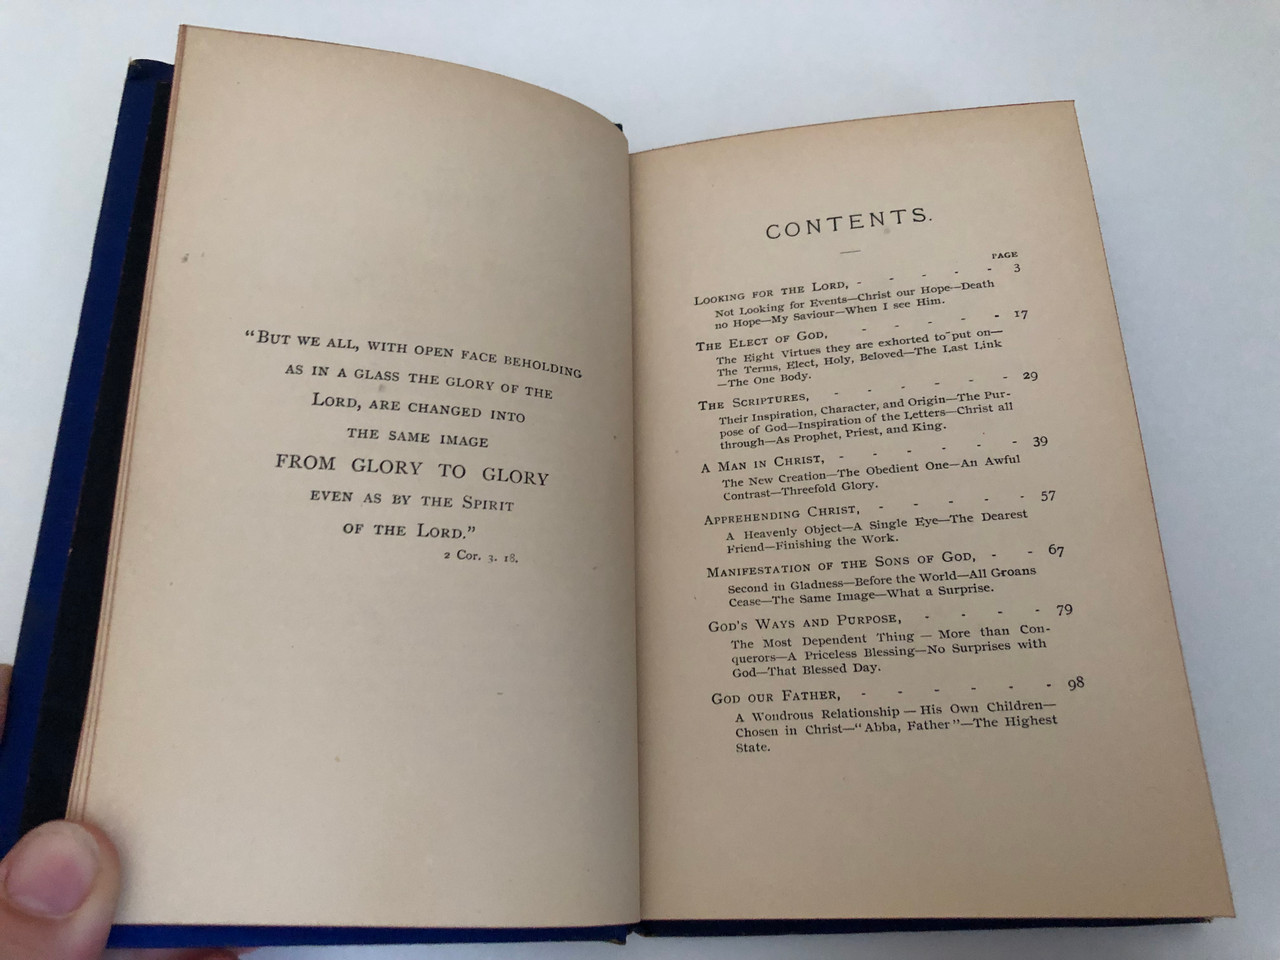 “But we all, with open face beholding
as in a glass the glory of the
Lord, are changed into
the same image
FROM GLORY TO GLORY
even as by the Spirit
of the Lord.”
2 Cor. 3. 18.
CONTENTS.
PAGE
Looking for the Lord, - - - - - 3
Not Looking for Events—Christ our Hope—Death
no Hope—My Saviour—When I see Him.
The Elect of God, - - - - - 17
The Eight Virtues they are exhorted to put on—
The Terms, Elect, Holy, Beloved—The Last Link
—The One Body.
The Scriptures, - - - - - - 29
Their Inspiration, Character, and Origin—The Pur-
pose of God—Inspiration of the Letters—Christ all
through—As Prophet, Priest, and King.
A Man in Christ, - - - - - - 39
The New Creation—The Obedient One—An Awful
Contrast—Threefold Glory.
Apprehending Christ, - - - - - 57
A Heavenly Object—A Single Eye—The Dearest
Friend—Finishing the Work.
Manifestation of the Sons of God, - - 67
Second in Gladness—Before the World—All Groans
Cease—The Same Image—What a Surprise.
God's Ways and Purpose, - - - - 79
The Most Dependent Thing — More than Con-
querors—A Priceless Blessing—No Surprises with
God—That Blessed Day.
God our Father, - - - - - - 98
A Wondrous Relationship — His Own Children—
Chosen in Christ—“Abba, Father”—The Highest
State.